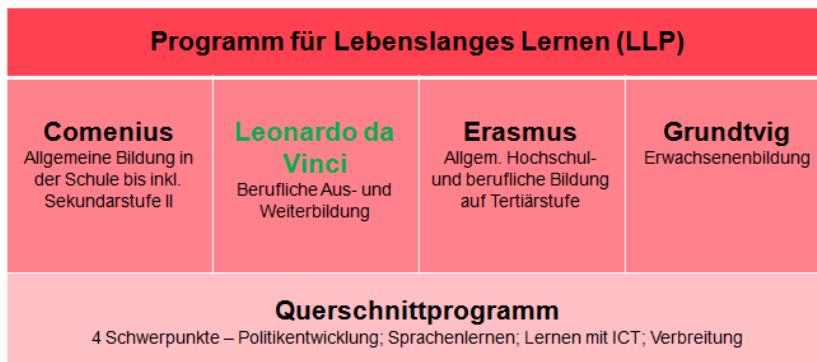 Programm für Lebenslanges Lernen (LLP)
Comenius
Allgemeine Bildung in
der Schule bis inkl.
Sekundarstufe II
Leonardo da
Vinci
Berufliche Aus- und
Weiterbildung
Erasmus
Allgem. Hochschul-
und berufliche Bildung
auf Tertiärstufe
Grundtvig
Erwachsenenbildung
Querschnittprogramm
4 Schwerpunkte – Politikentwicklung; Sprachenlernen; Lernen mit ICT; Verbreitung